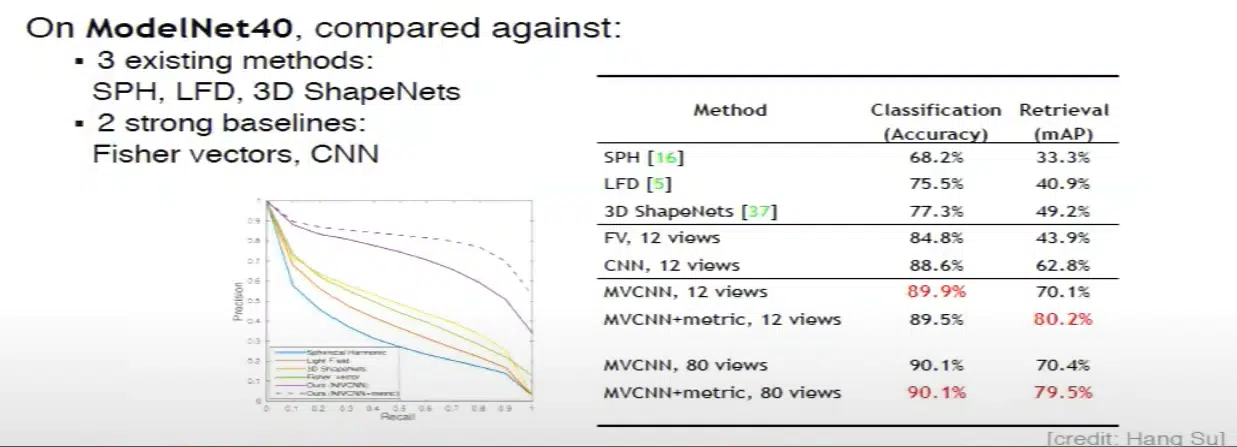 On ModelNet40, compared against:
▪ 3 existing methods:
SPH, LFD, 3D ShapeNets
▪ 2 strong baselines:
Fisher vectors, CNN
Method Classification (Accuracy) Retrieval (mAP)
SPH [16] 68.2% 33.3%
LFD [5] 75.5% 40.9%
3D ShapeNets [37] 77.3% 49.2%
FV, 12 views 84.8% 43.9%
CNN, 12 views 88.6% 62.8%
MVCNN, 12 views 89.9% 70.1%
MVCNN+metric, 12 views 89.5% 80.2%
MVCNN, 80 views 90.1% 70.4%
MVCNN+metric, 80 views 90.1% 79.5%
Precision
1
0.9
0.8
0.7
0.6
0.5
0.4
0.3
0.2
0.1
0
Spherical Harmonic
Light Field
3D ShapeNets
Fisher vector
Ours (MVCNN)
Ours (MVCNN+metric)
0 0.1 0.2 0.3 0.4 0.5 0.6 0.7 0.8 0.9 1
Recall
[credit: Hang Su]